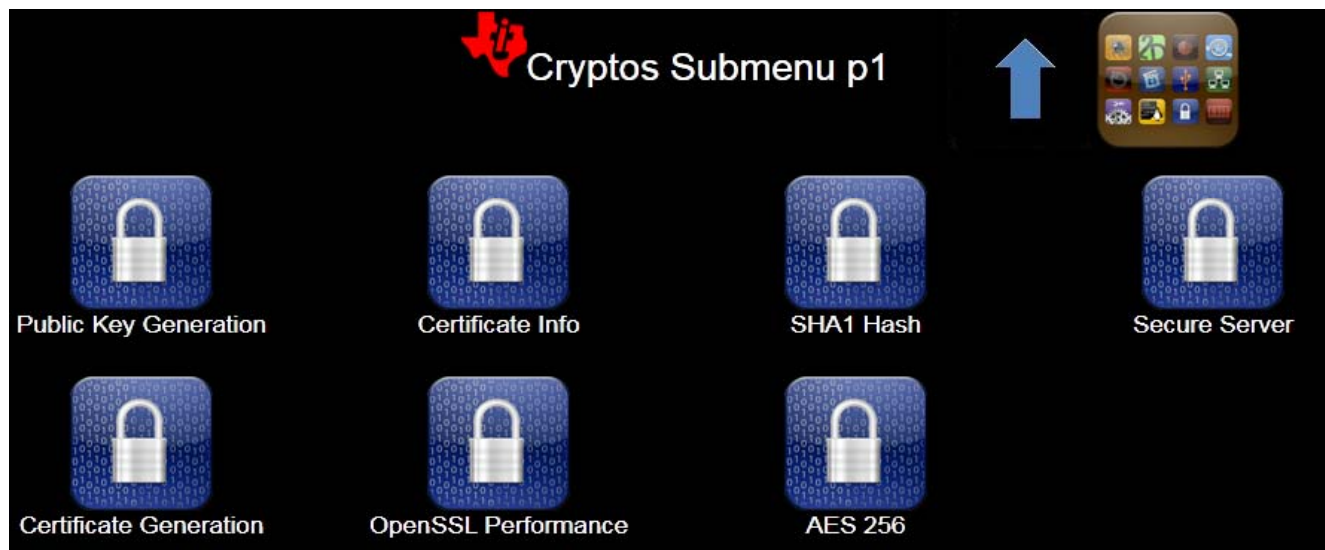 Cryptos Submenu p1
Public Key Generation
Certificate Info
SHA1 Hash
Secure Server
Certificate Generation
OpenSSL Performance
AES 256